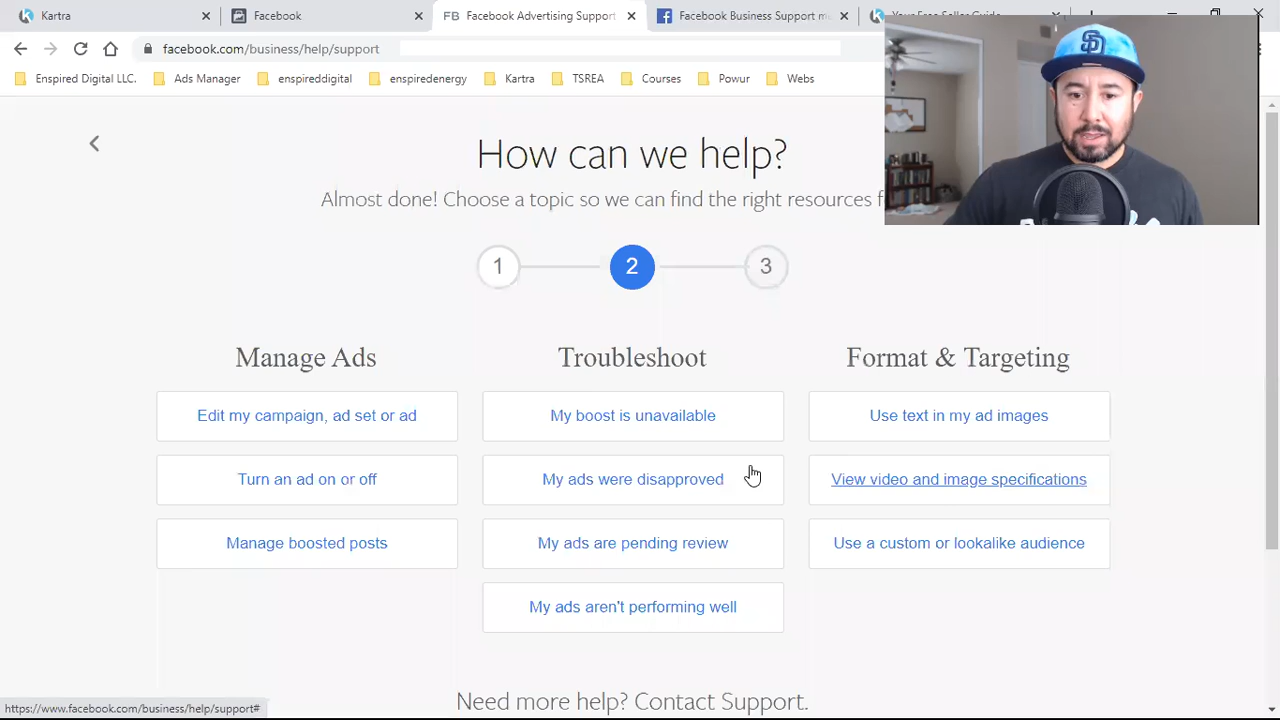 Kartra
Facebook
FB Facebook Advertising Support
Facebook Business Support me
facebook.com/business/help/support
Enspired Digital LLC. Ads Manager enspireddigital enspiredenergy Kartra TSREA Courses Powur Webs
SD
How can we help?
Almost done! Choose a topic so we can find the right resources
1 2 3
Manage Ads
Edit my campaign, ad set or ad
Turn an ad on or off
Manage boosted posts
Troubleshoot
My boost is unavailable
My ads were disapproved
My ads are pending review
My ads aren't performing well
Format & Targeting
Use text in my ad images
View video and image specifications
Use a custom or lookalike audience
Need more help? Contact Support.
https://www.facebook.com/business/help/support#